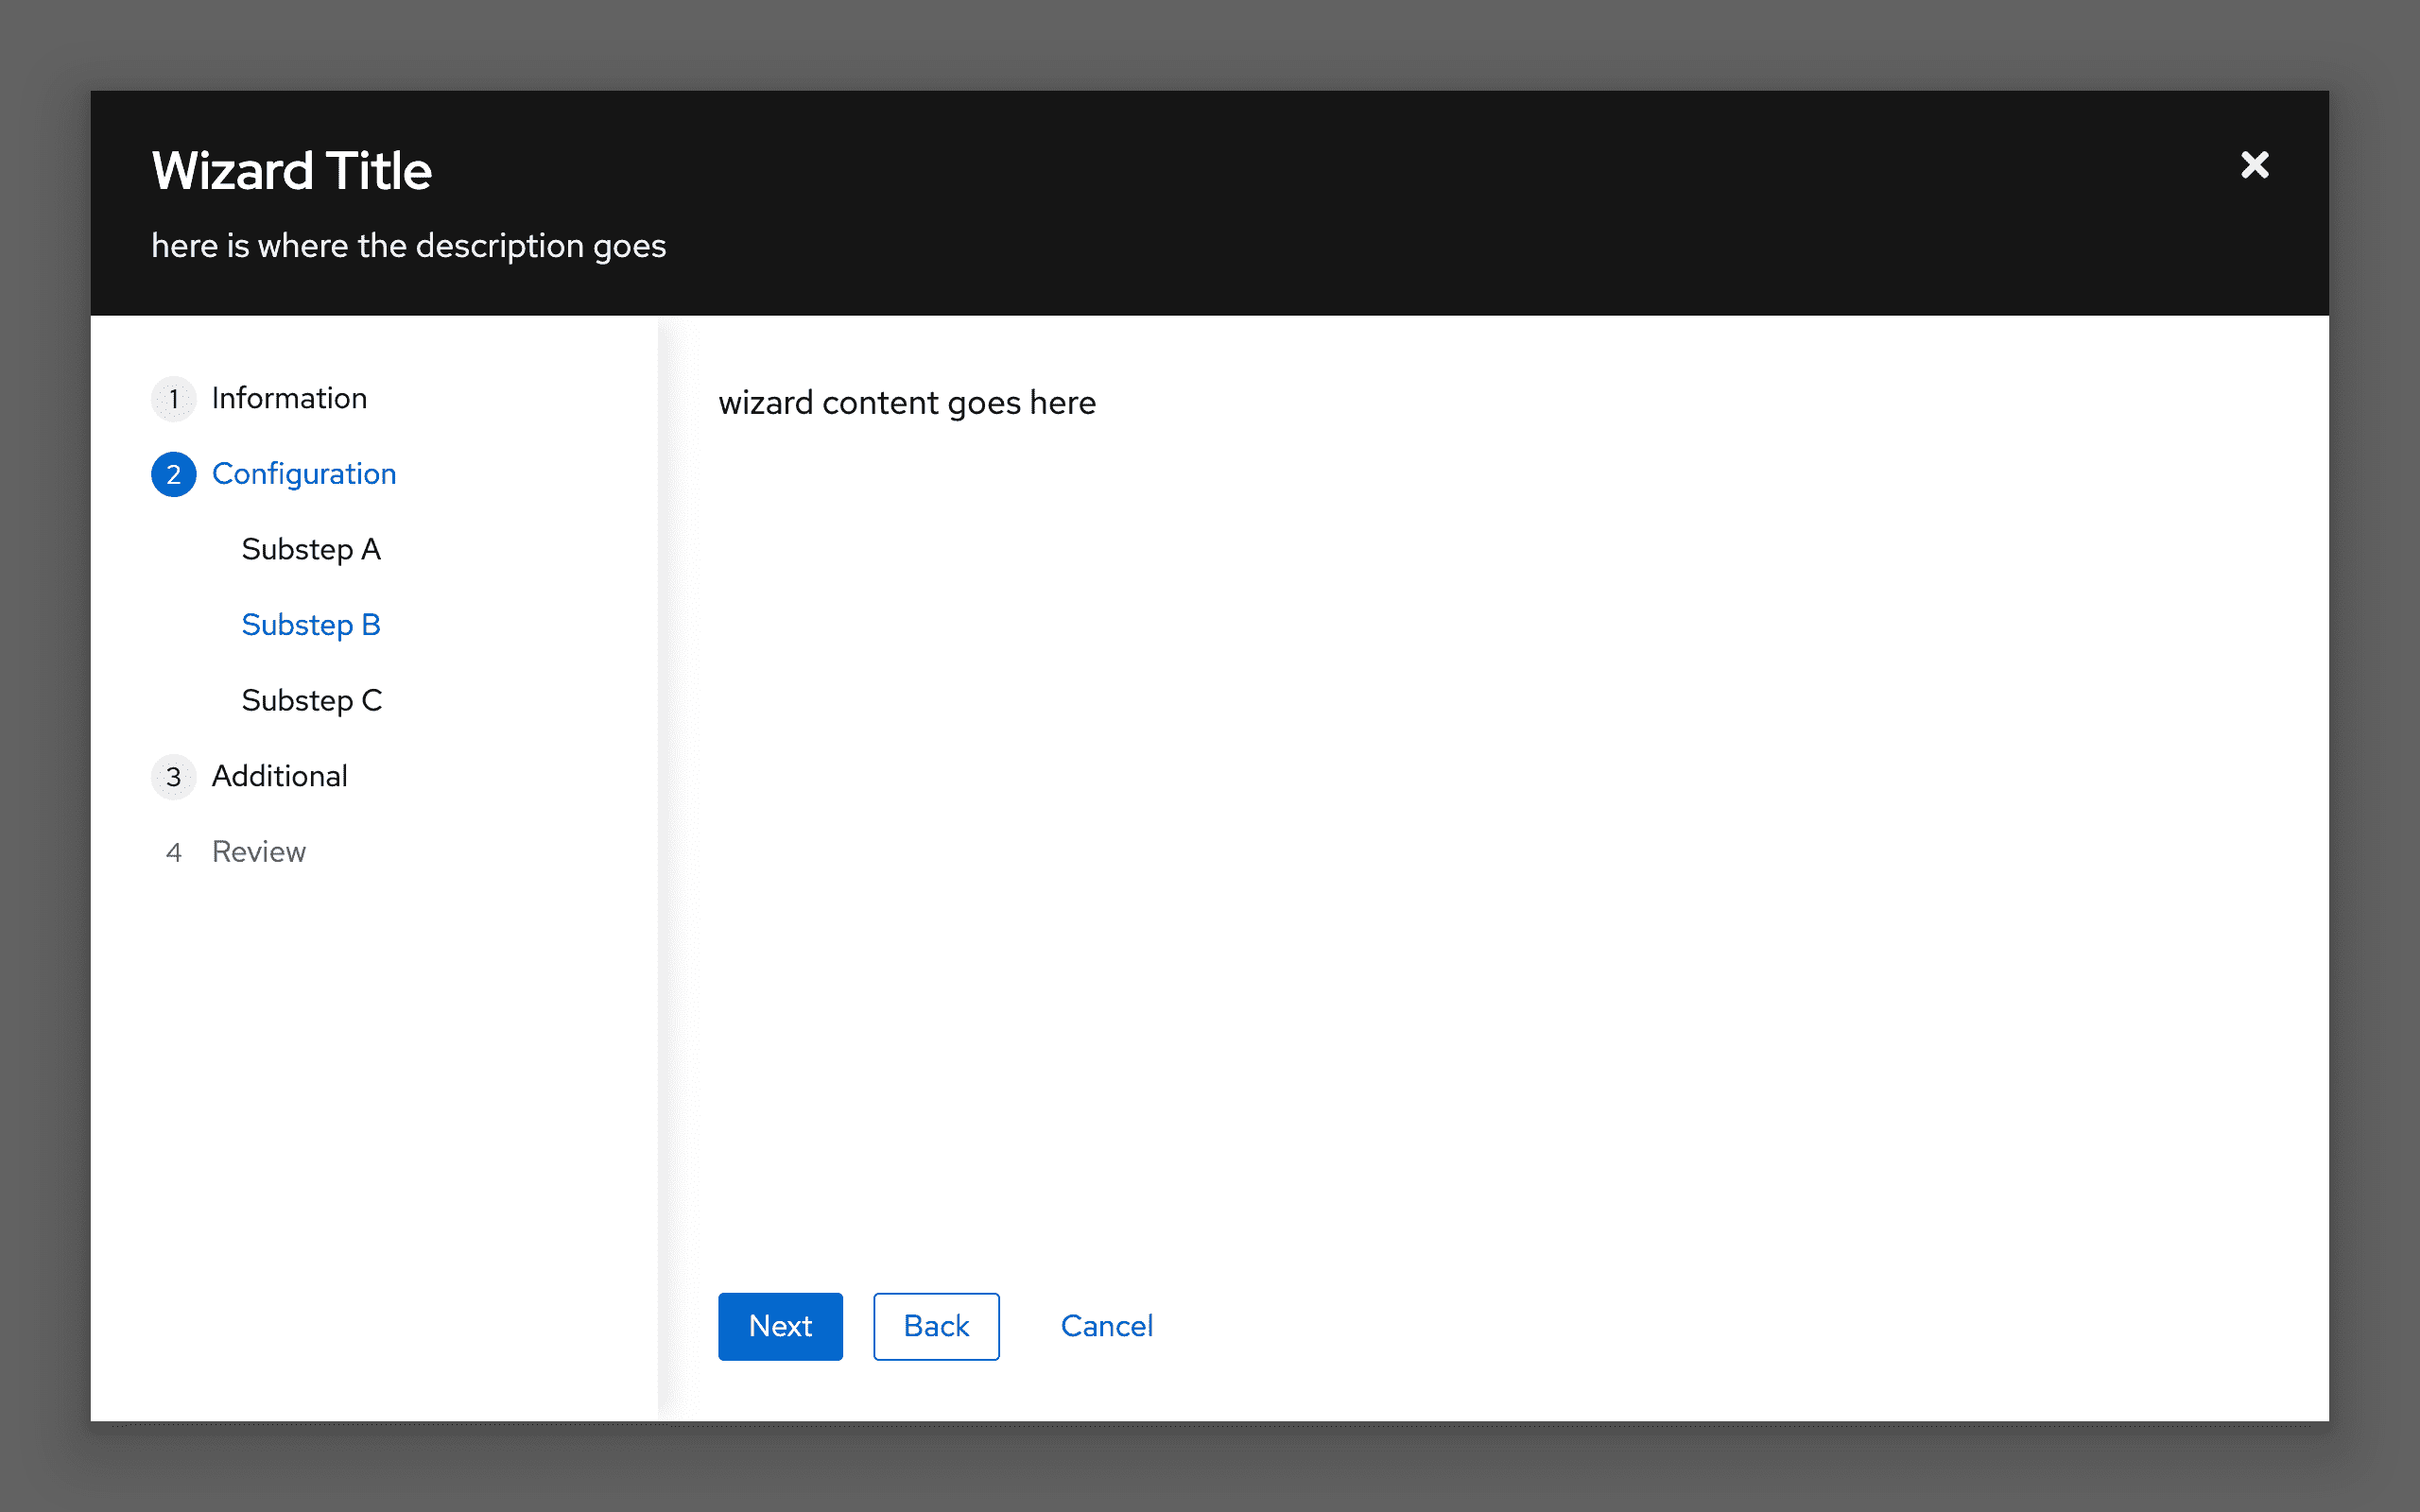 Wizard Title
here is where the description goes
1 Information
2 Configuration
Substep A
Substep B
Substep C
3 Additional
4 Review
wizard content goes here
Next Back Cancel